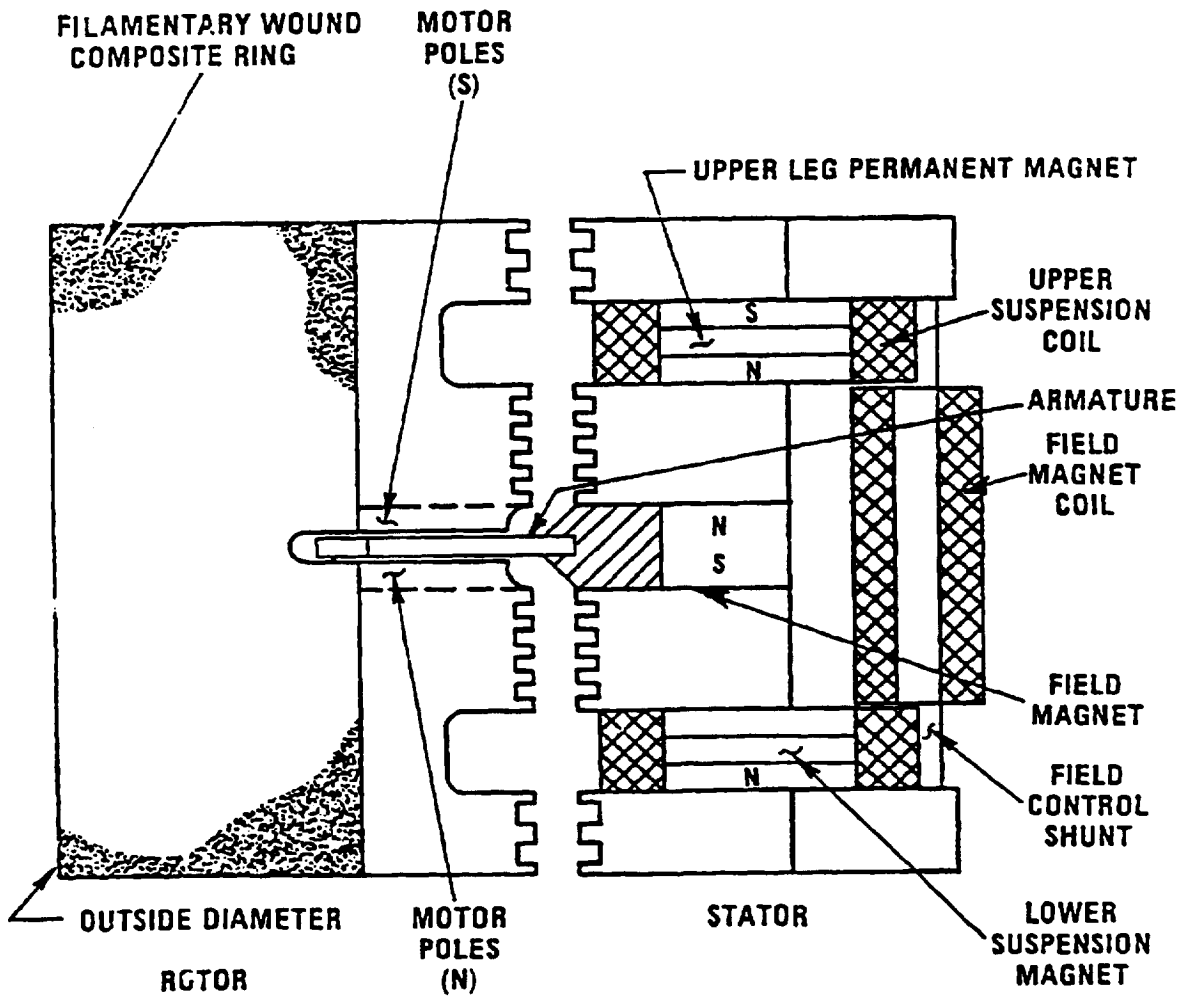 FILAMENTARY WOUND
COMPOSITE RING
MOTOR
POLES
(S)
UPPER LEG PERMANENT MAGNET
UPPER
SUSPENSION
COIL
S
N
ARMATURE
FIELD
MAGNET
COIL
N
S
FIELD
MAGNET
N
FIELD
CONTROL
SHUNT
OUTSIDE DIAMETER
MOTOR
POLES
(N)
STATOR
LOWER
SUSPENSION
MAGNET
RGTOR